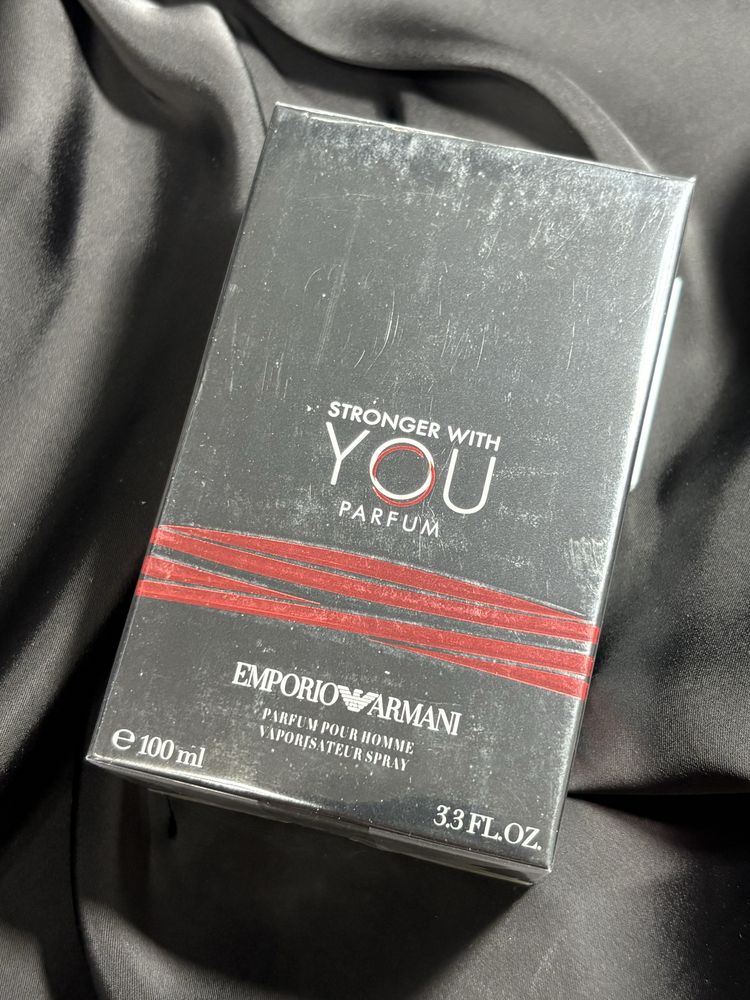 STRONGER WITH
YOU
PARFUM
EMPORIO ARMANI
PARFUM POUR HOMME
VAPORISATEUR SPRAY
℮ 100 ml
3.3 FL.OZ.